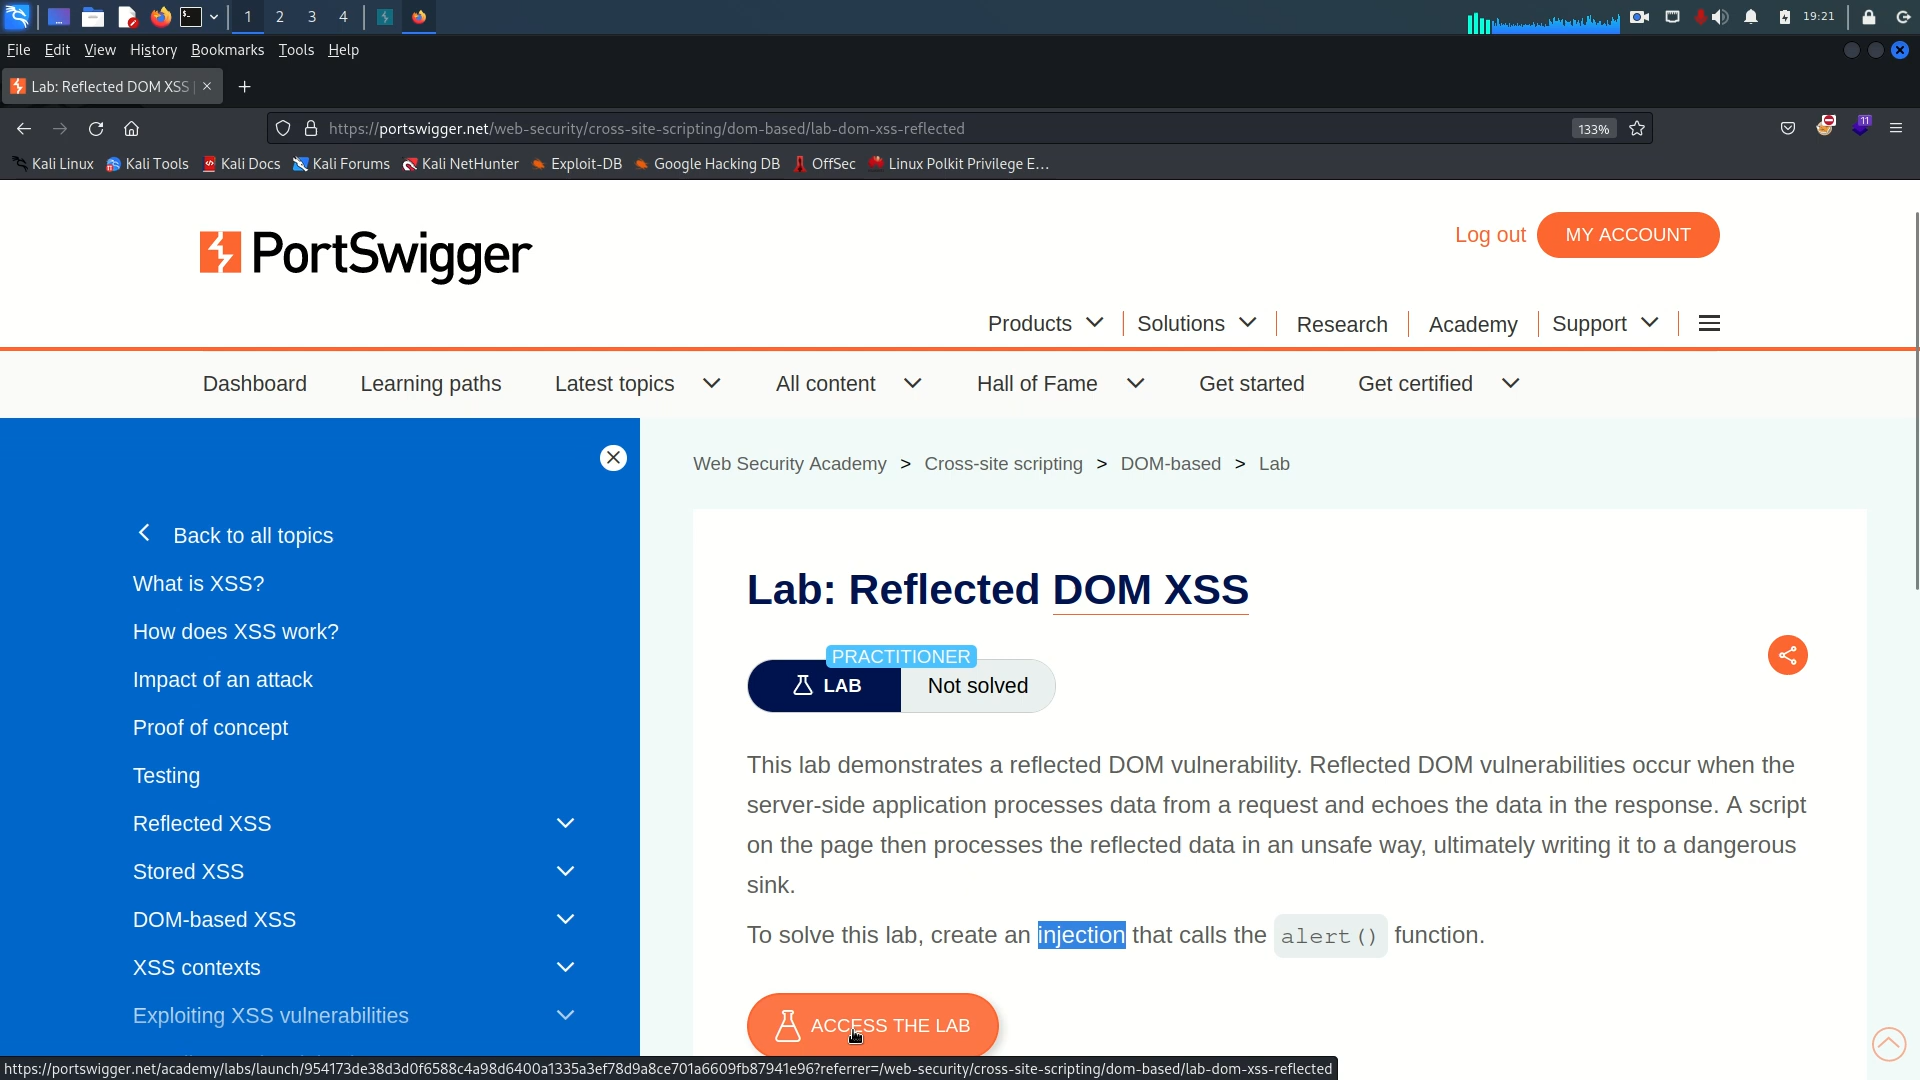 1 2 3 4 19:21
File Edit View History Bookmarks Tools Help
Lab: Reflected DOM XSS
https://portswigger.net/web-security/cross-site-scripting/dom-based/lab-dom-xss-reflected 133% 11
Kali Linux Kali Tools Kali Docs Kali Forums Kali NetHunter Exploit-DB Google Hacking DB OffSec Linux Polkit Privilege E...
PortSwigger
Log out MY ACCOUNT
Products Solutions Research Academy Support
Dashboard Learning paths Latest topics All content Hall of Fame Get started Get certified
Back to all topics
What is XSS?
How does XSS work?
Impact of an attack
Proof of concept
Testing
Reflected XSS
Stored XSS
DOM-based XSS
XSS contexts
Exploiting XSS vulnerabilities
Web Security Academy > Cross-site scripting > DOM-based > Lab
Lab: Reflected DOM XSS
PRACTITIONER
LAB Not solved
This lab demonstrates a reflected DOM vulnerability. Reflected DOM vulnerabilities occur when the
server-side application processes data from a request and echoes the data in the response. A script
on the page then processes the reflected data in an unsafe way, ultimately writing it to a dangerous
sink.
To solve this lab, create an injection that calls the alert() function.
ACCESS THE LAB
https://portswigger.net/academy/labs/launch/954173de38d3d0f6588c4a98d6400a1335a3ef78d9a8ce701a6609fb87941e96?referrer=/web-security/cross-site-scripting/dom-based/lab-dom-xss-reflected